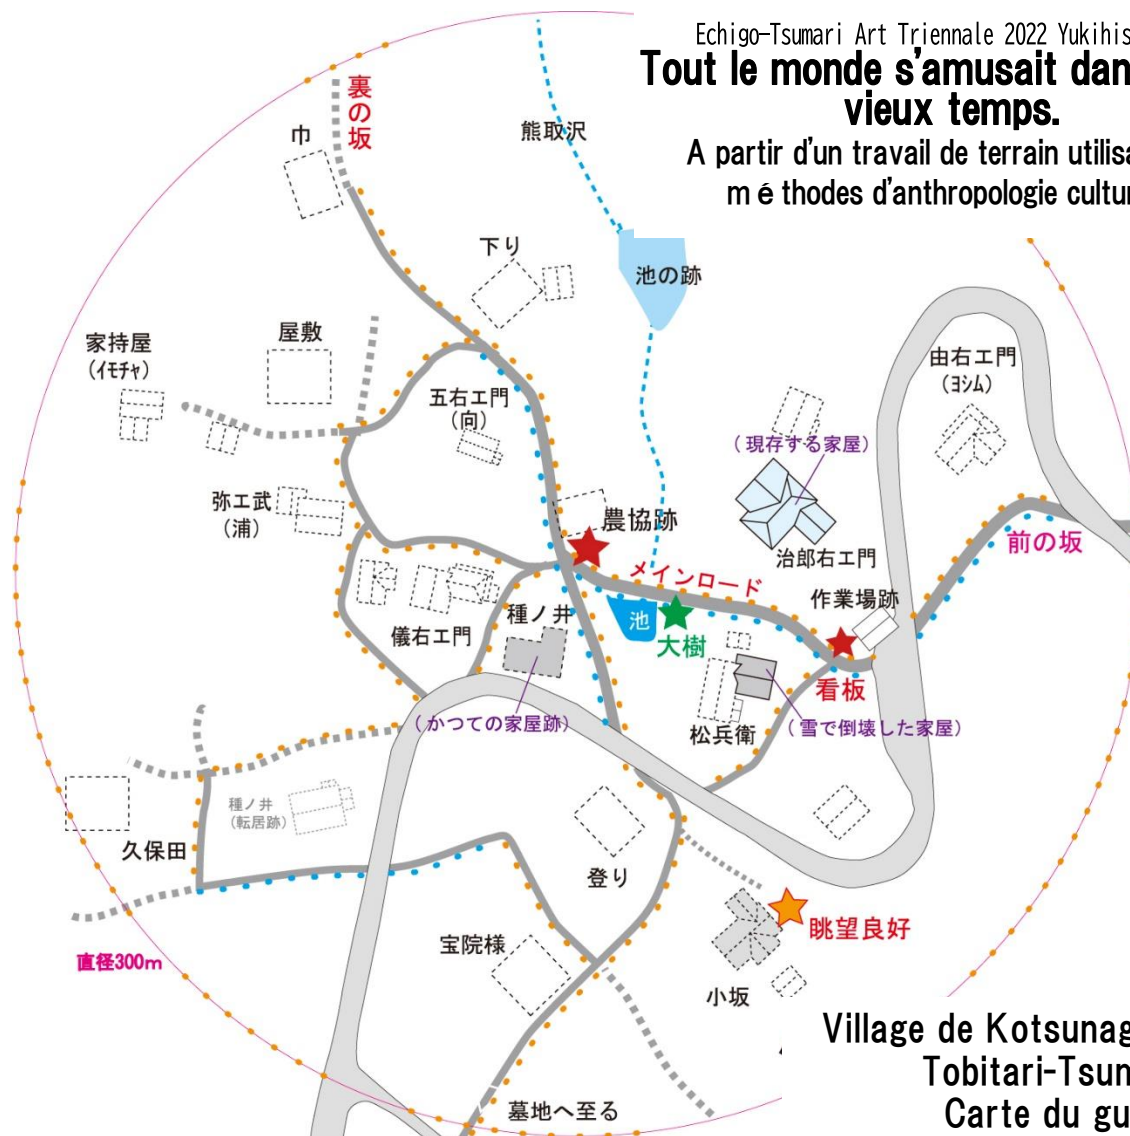 Echigo-Tsumari Art Triennale 2022 Yukihis
Tout le monde s'amusait dan
vieux temps.
A partir d'un travail de terrain utilisa
m é thodes d'anthropologie cultur
裏の坂
巾
熊取沢
下り
池の跡
家持屋
(イモチャ)
屋敷
五右エ門
(向)
由右エ門
(ヨシム)
(現存する家屋)
弥エ武
(浦)
農協跡
前の坂
治郎右エ門
メインロード
作業場跡
種ノ井
池
大樹
儀右エ門
看板
(かつての家屋跡)
松兵衛
(雪で倒壊した家屋)
種ノ井
(転居跡)
久保田
登り
眺望良好
宝院様
直径300m
小坂
Village de Kotsunag
Tobitari-Tsum
Carte du gu
墓地へ至る